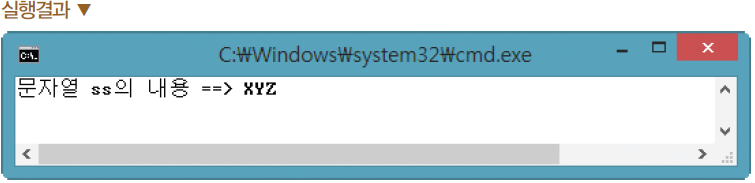 실행결과 ▼
C:\Windows\system32\cmd.exe
문자열 ss의 내용 ==> XYZ